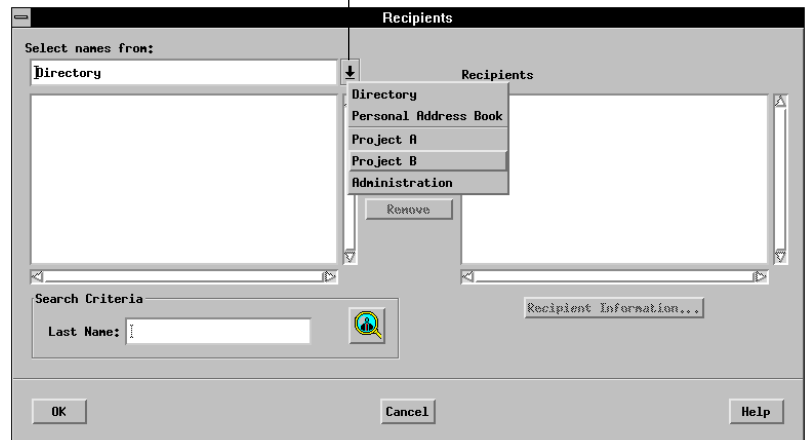 Recipients
Select names from:
Directory
Recipients
Directory
Personal Address Book
Project A
Project B
Administration
Remove
Search Criteria
Last Name:
Recipient Information...
OK
Cancel
Help